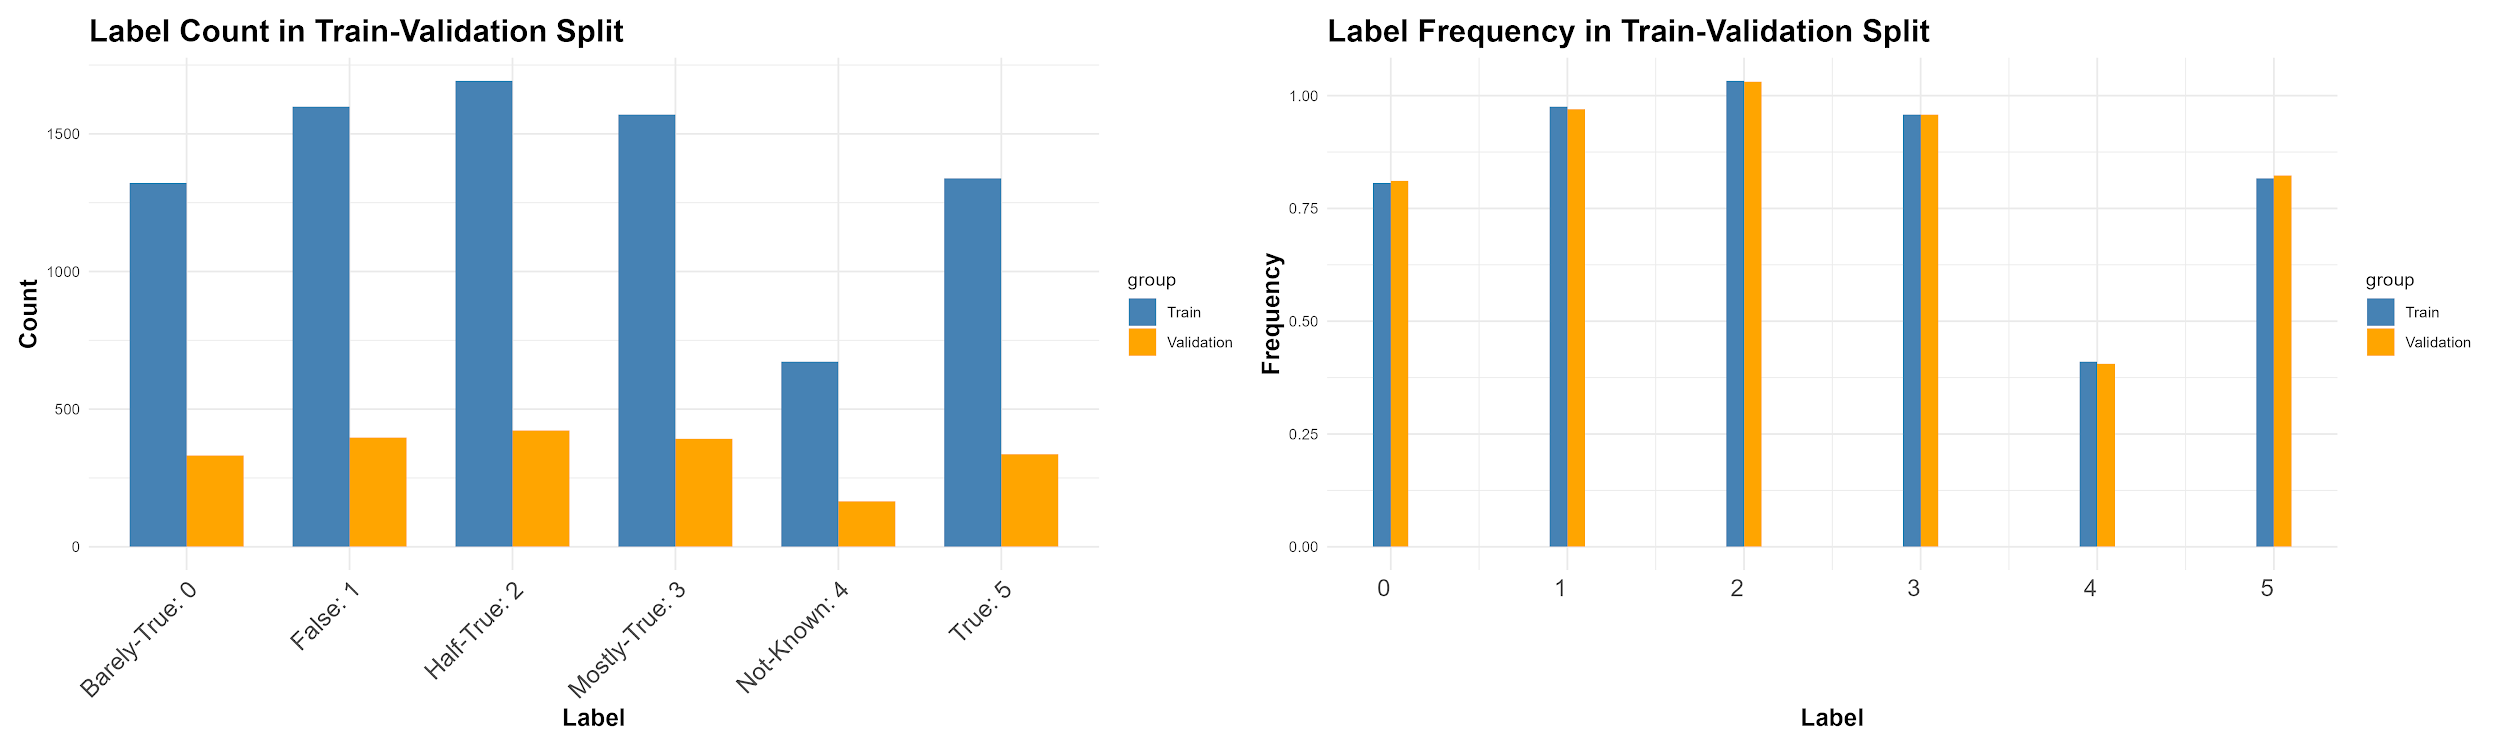 Label Count in Train-Validation Split
Count
1500
1000
500
0
Barely-True: 0
False: 1
Half-True: 2
Mostly-True: 3
Not-Known: 4
True: 5
Label
group
Train
Validation
Label Frequency in Train-Validation Split
Frequency
1.00
0.75
0.50
0.25
0.00
0
1
2
3
4
5
Label
group
Train
Validation